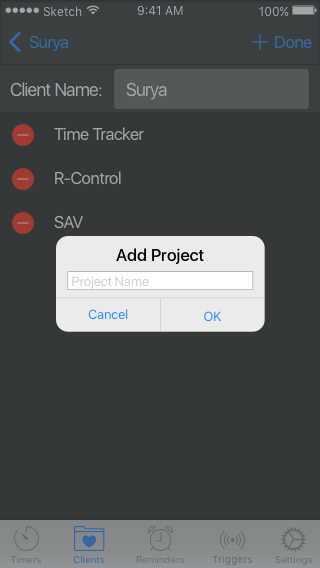 Sketch 9:41 AM 100%
Surya + Done
Client Name: Surya
Time Tracker
R-Control
SAV
Add Project
Project Name
Cancel OK
Timers Clients Reminders Triggers Settings